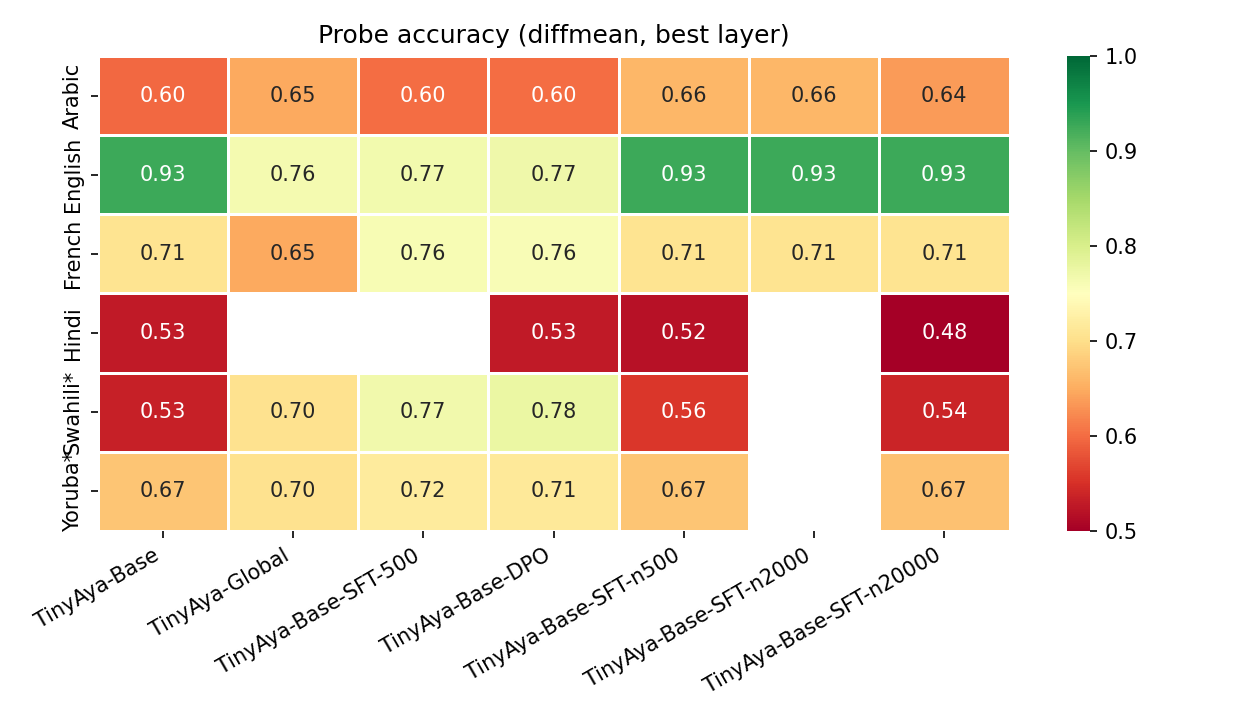 Probe accuracy (diffmean, best layer)
Arabic 0.60 0.65 0.60 0.60 0.66 0.66 0.64
English 0.93 0.76 0.77 0.77 0.93 0.93 0.93
French 0.71 0.65 0.76 0.76 0.71 0.71 0.71
Hindi 0.53 0.53 0.52 0.48
Swahili* 0.53 0.70 0.77 0.78 0.56 0.54
Yoruba* 0.67 0.70 0.72 0.71 0.67 0.67
TinyAya-Base
TinyAya-Global
TinyAya-Base-SFT-500
TinyAya-Base-DPO
TinyAya-Base-SFT-n500
TinyAya-Base-SFT-n2000
TinyAya-Base-SFT-n20000
1.0
0.9
0.8
0.7
0.6
0.5